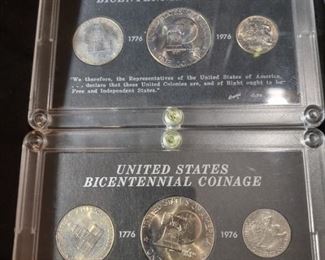 BICENTENNIAL COINAGE
1776 1976
"We therefore, the Representatives of the United States of America,
. . . declare that these United Colonies are, and of Right ought to be
Free and Independent States."
UNITED STATES
BICENTENNIAL COINAGE
1776 1976